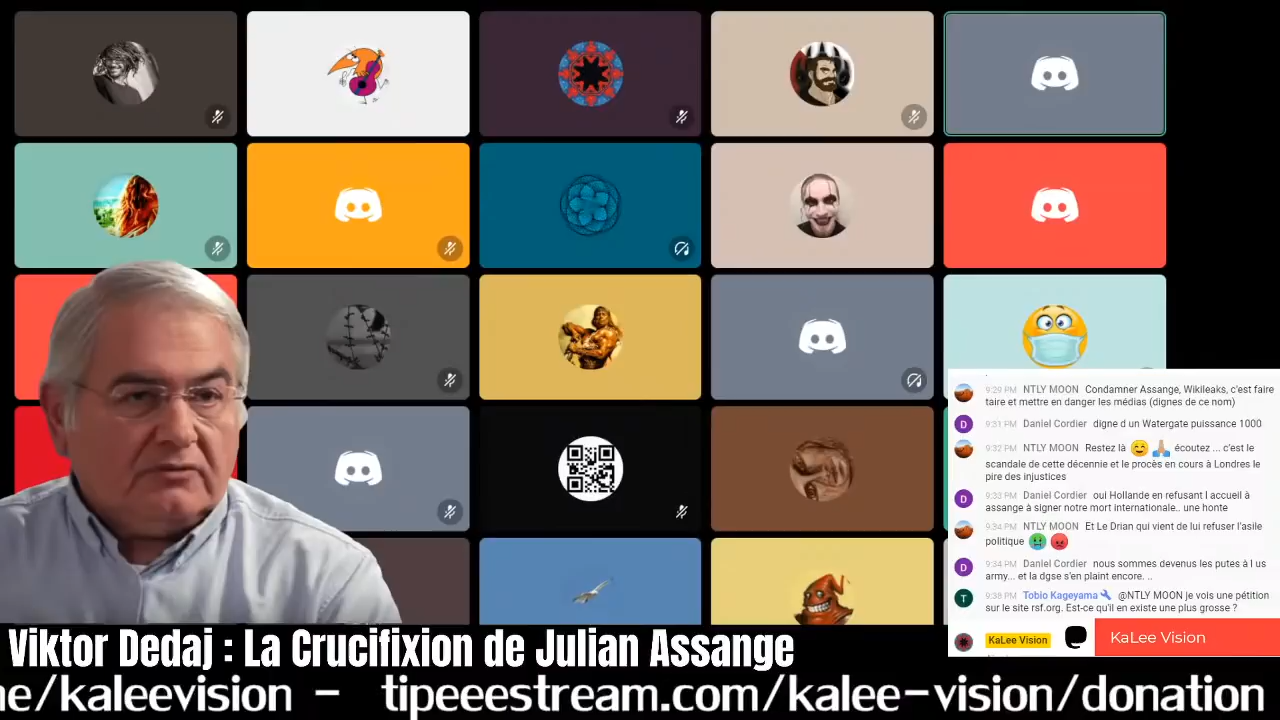 9:29 PM NTLY MOON Condamner Assange, Wikileaks, c'est faire
taire et mettre en danger les médias (dignes de ce nom)
9:31 PM Daniel Cordier digne d un Watergate puissance 1000
9:32 PM NTLY MOON Restez là 😊 🙏 écoutez ... c'est le
scandale de cette décennie et le procès en cours à Londres le
pire des injustices
9:33 PM Daniel Cordier oui Hollande en refusant l accueil à
assange à signer notre mort internationale.. une honte
9:34 PM NTLY MOON Et Le Drian qui vient de lui refuser l'asile
politique 🤮 😡
9:34 PM Daniel Cordier nous sommes devenus les putes à l us
army... et la dgse s'en plaint encore. ..
9:38 PM Tobio Kageyama @NTLY MOON je vois une pétition
sur le site rsf.org. Est-ce qu'il en existe une plus grosse ?
KaLee Vision
KaLee Vision
Viktor Dedaj : La Crucifixion de Julian Assange
ne/kaleevision – tipeeestream.com/kalee-vision/donation